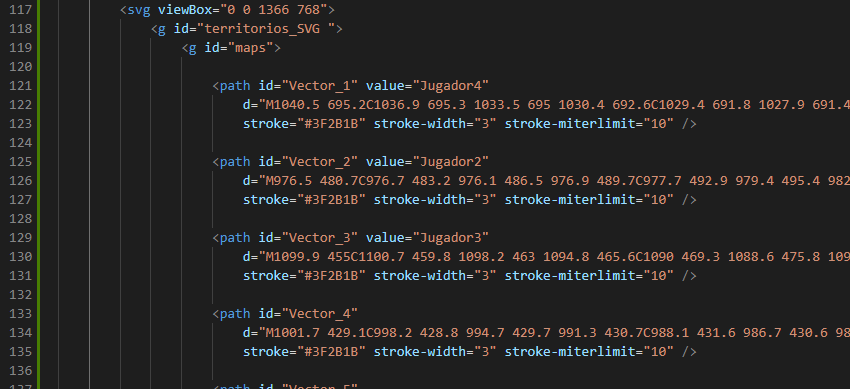 117 <svg viewBox="0 0 1366 768">
118 <g id="territorios_SVG ">
119 <g id="maps">
120
121 <path id="Vector_1" value="Jugador4"
122 d="M1040.5 695.2C1036.9 695.3 1033.5 695 1030.4 692.6C1029.4 691.8 1027.9 691.4
123 stroke="#3F2B1B" stroke-width="3" stroke-miterlimit="10" />
124
125 <path id="Vector_2" value="Jugador2"
126 d="M976.5 480.7C976.7 483.2 976.1 486.5 976.9 489.7C977.7 492.9 979.4 495.4 982
127 stroke="#3F2B1B" stroke-width="3" stroke-miterlimit="10" />
128
129 <path id="Vector_3" value="Jugador3"
130 d="M1099.9 455C1100.7 459.8 1098.2 463 1094.8 465.6C1090 469.3 1088.6 475.8 109
131 stroke="#3F2B1B" stroke-width="3" stroke-miterlimit="10" />
132
133 <path id="Vector_4"
134 d="M1001.7 429.1C998.2 428.8 994.7 429.7 991.3 430.7C988.1 431.6 986.7 430.6 98
135 stroke="#3F2B1B" stroke-width="3" stroke-miterlimit="10" />
136
137 <path id="Vector_5"